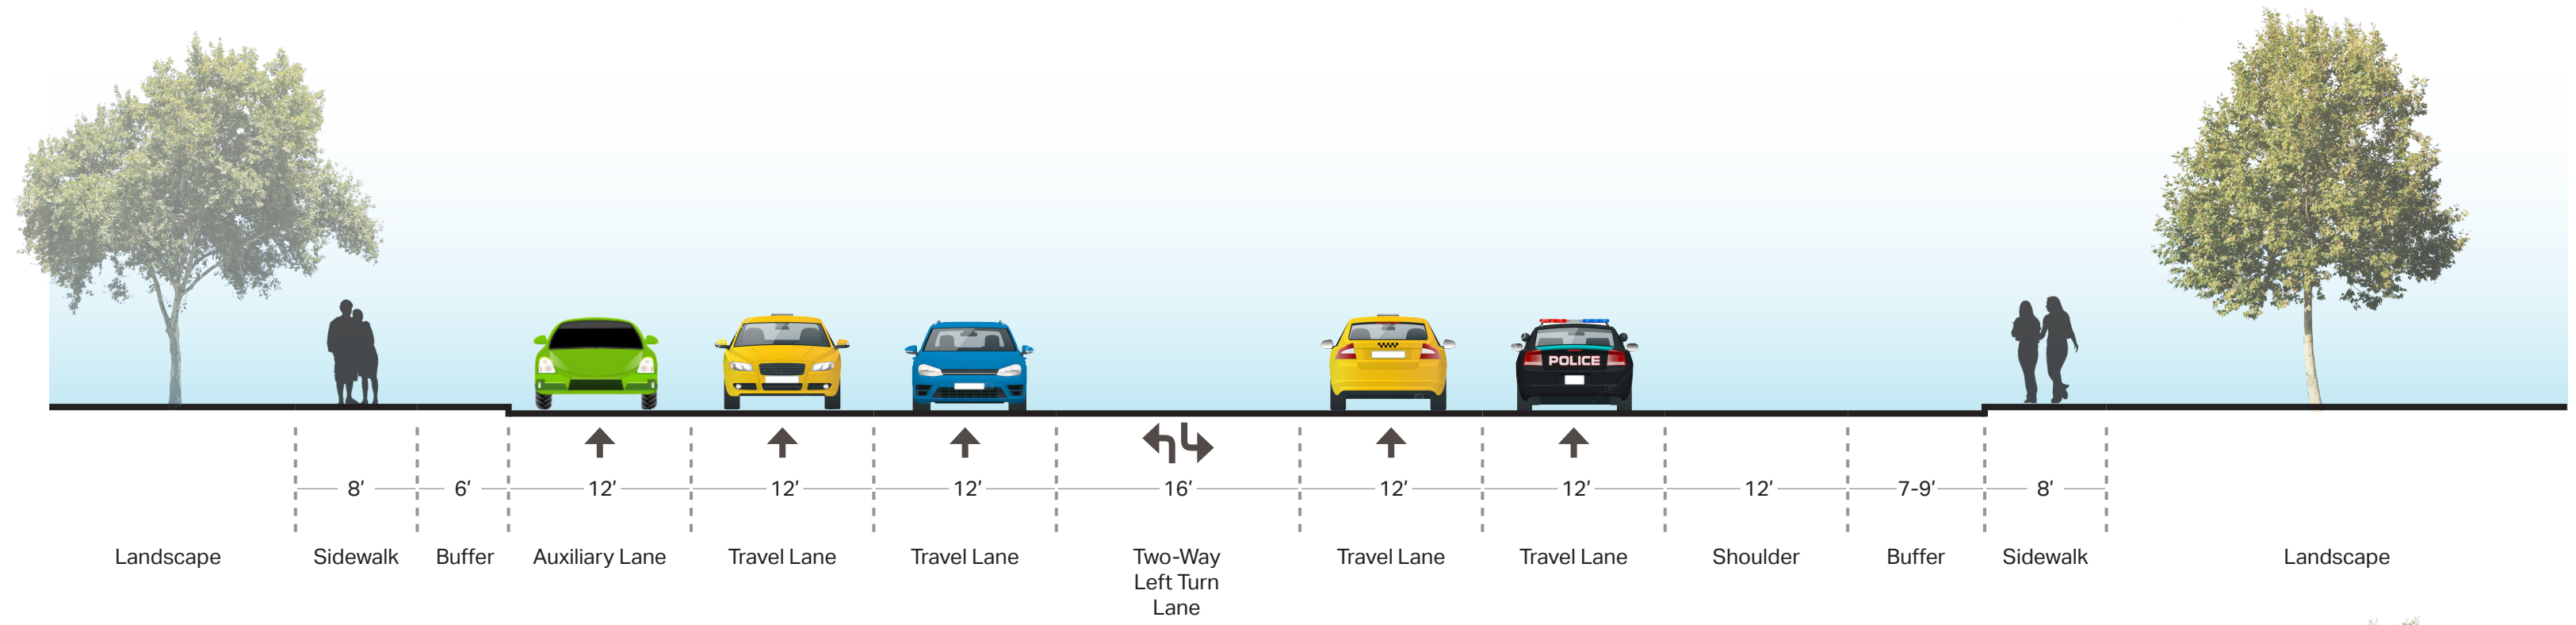 POLICE
8’ 6’ 12’ 12’ 12’ 16’ 12’ 12’ 12’ 7-9’ 8’
Landscape Sidewalk Buffer Auxiliary Lane Travel Lane Travel Lane Two-Way Travel Lane Travel Lane Shoulder Buffer Sidewalk Landscape
Left Turn
Lane